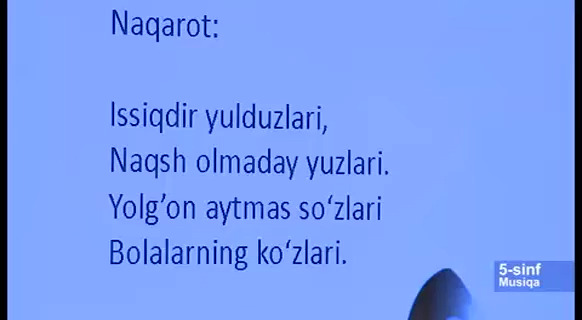 Naqarot:
Issiqdir yulduzlari,
Naqsh olmaday yuzlari.
Yolg’on aytmas so‘zlari
Bolalarning ko‘zlari.
5-sinf
Musiqa